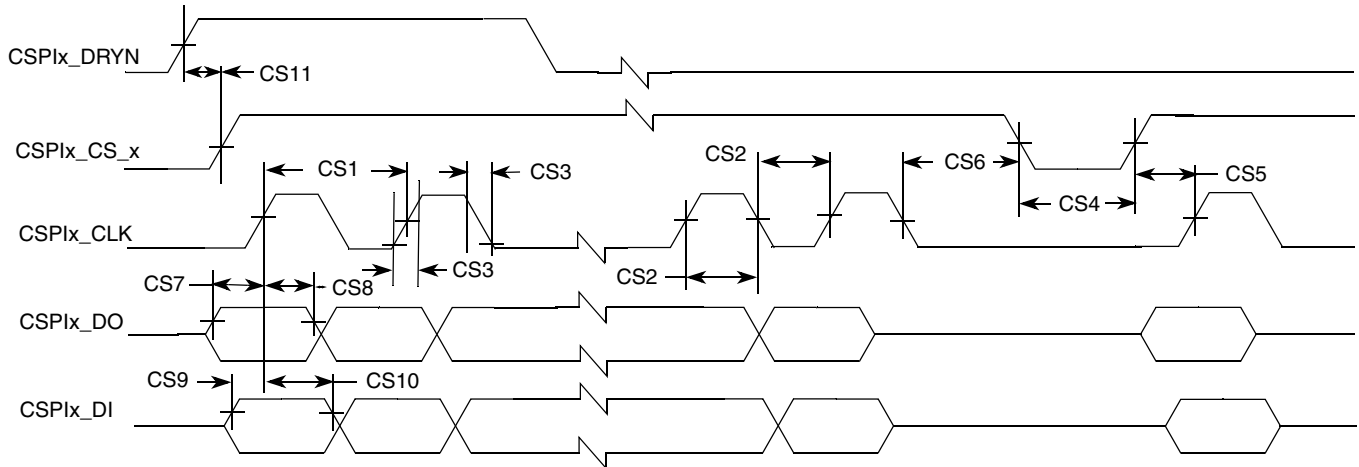 CSPIx_DRYN
CS11
CSPIx_CS_x
CS1
CS3
CS2
CS6
CS5
CS4
CSPIx_CLK
CS3
CS2
CS7
CS8
CSPIx_DO
CS9
CS10
CSPIx_DI